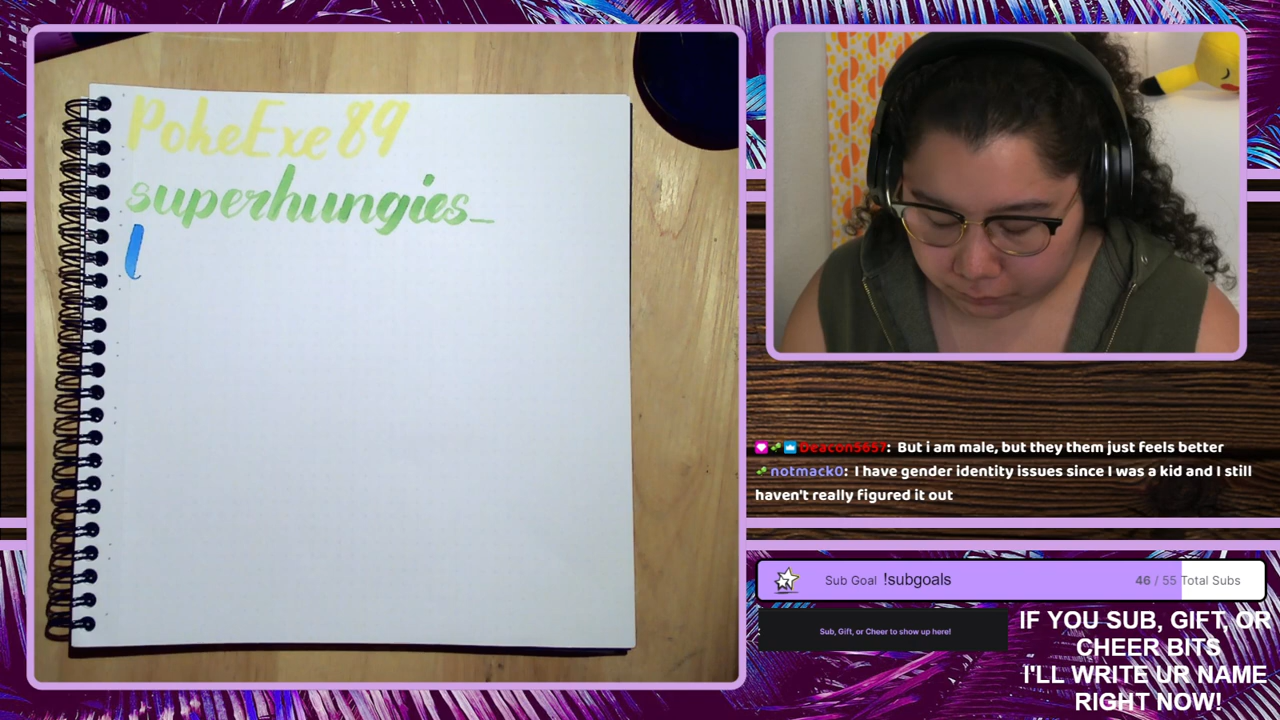 PokeExe89
superhungies_
Deacon5657: But i am male, but they them just feels better
notmack0: I have gender identity issues since I was a kid and I still
haven't really figured it out
Sub Goal !subgoals 46 / 55 Total Subs
Sub, Gift, or Cheer to show up here!
IF YOU SUB, GIFT, OR
CHEER BITS
I'LL WRITE UR NAME
RIGHT NOW!